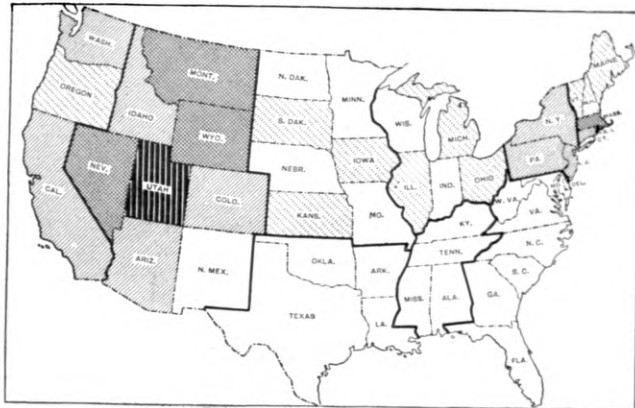 WASH.
MONT.
N. DAK.
MINN.
MAINE
OREGON
IDAHO
WYO.
S. DAK.
WIS.
MICH.
N.Y.
NEV.
UTAH
COLO.
NEBR.
IOWA
ILL.
IND.
OHIO
PA.
CAL.
KANS.
MO.
KY.
W. VA.
VA.
ARIZ.
N. MEX.
OKLA.
ARK.
TENN.
N.C.
S.C.
TEXAS
LA.
MISS.
ALA.
GA.
FLA.